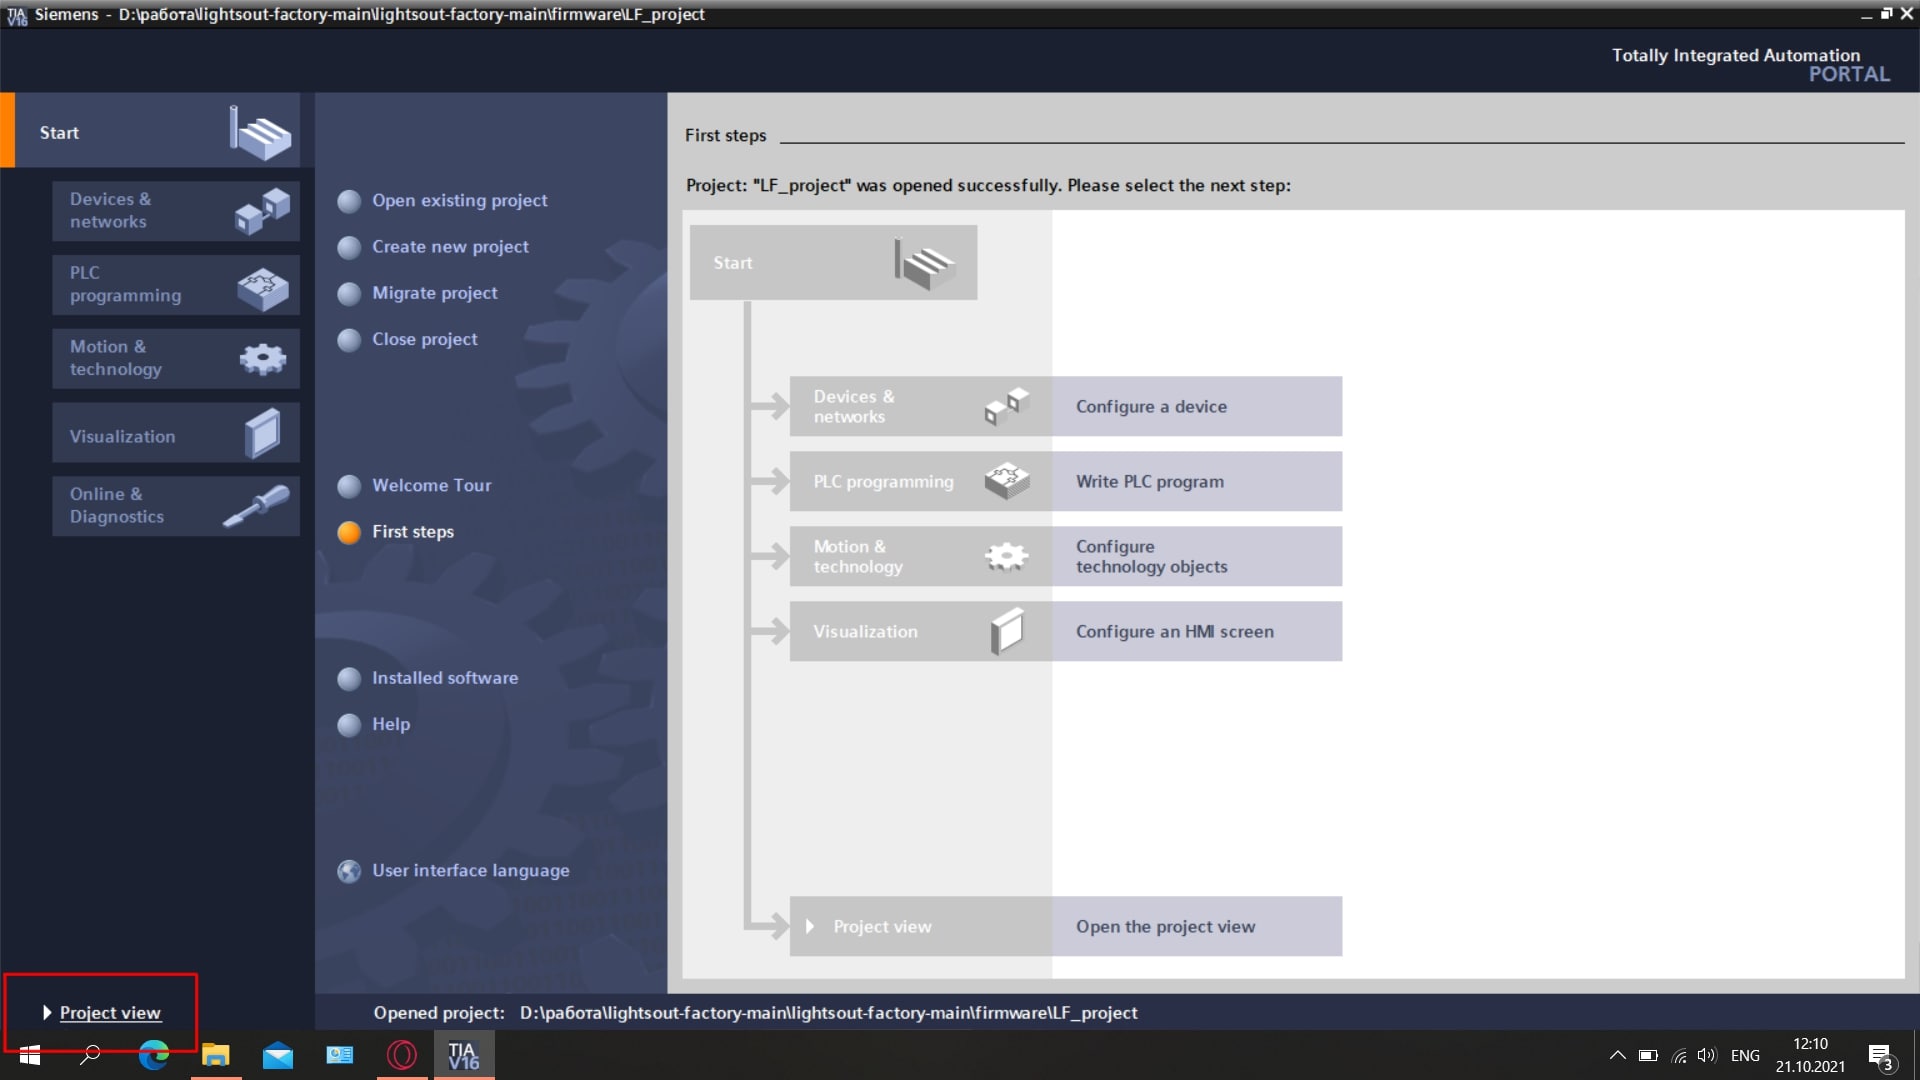 TIA
V16
Siemens - D:\работа\lightsout-factory-main\lightsout-factory-main\firmware\LF_project
Totally Integrated Automation
PORTAL
Start
Devices &
networks
PLC
programming
Motion &
technology
Visualization
Online &
Diagnostics
Open existing project
Create new project
Migrate project
Close project
Welcome Tour
First steps
Installed software
Help
User interface language
First steps
Project: "LF_project" was opened successfully. Please select the next step:
Start
Devices &
networks
Configure a device
PLC programming
Write PLC program
Motion &
technology
Configure
technology objects
Visualization
Configure an HMI screen
Project view
Open the project view
Project view
Opened project: D:\работа\lightsout-factory-main\lightsout-factory-main\firmware\LF_project
TIA
V16
ENG
12:10
21.10.2021
3